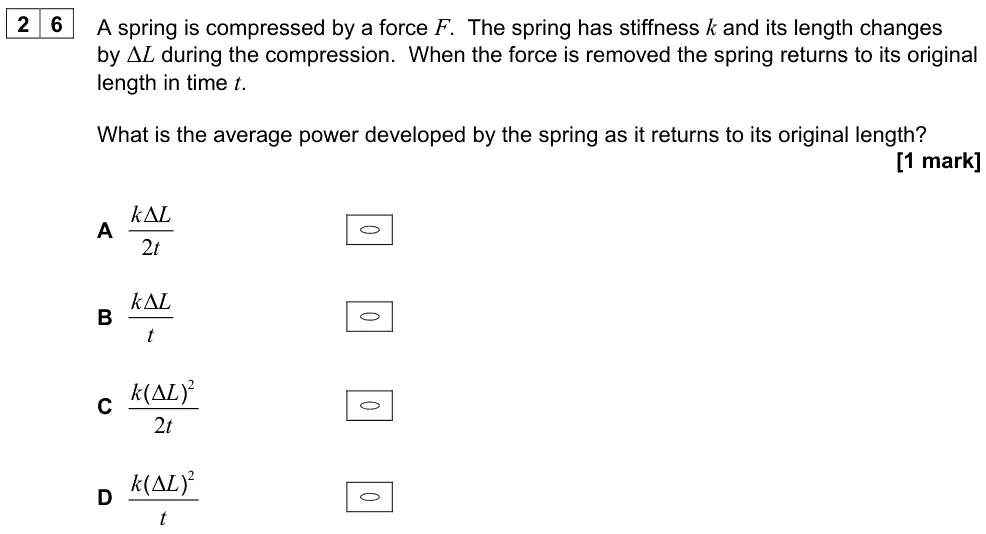 2 6 A spring is compressed by a force F. The spring has stiffness k and its length changes
by ΔL during the compression. When the force is removed the spring returns to its original
length in time t.
What is the average power developed by the spring as it returns to its original length?
[1 mark]
A kΔL/2t
B kΔL/t
C k(ΔL)²/2t
D k(ΔL)²/t